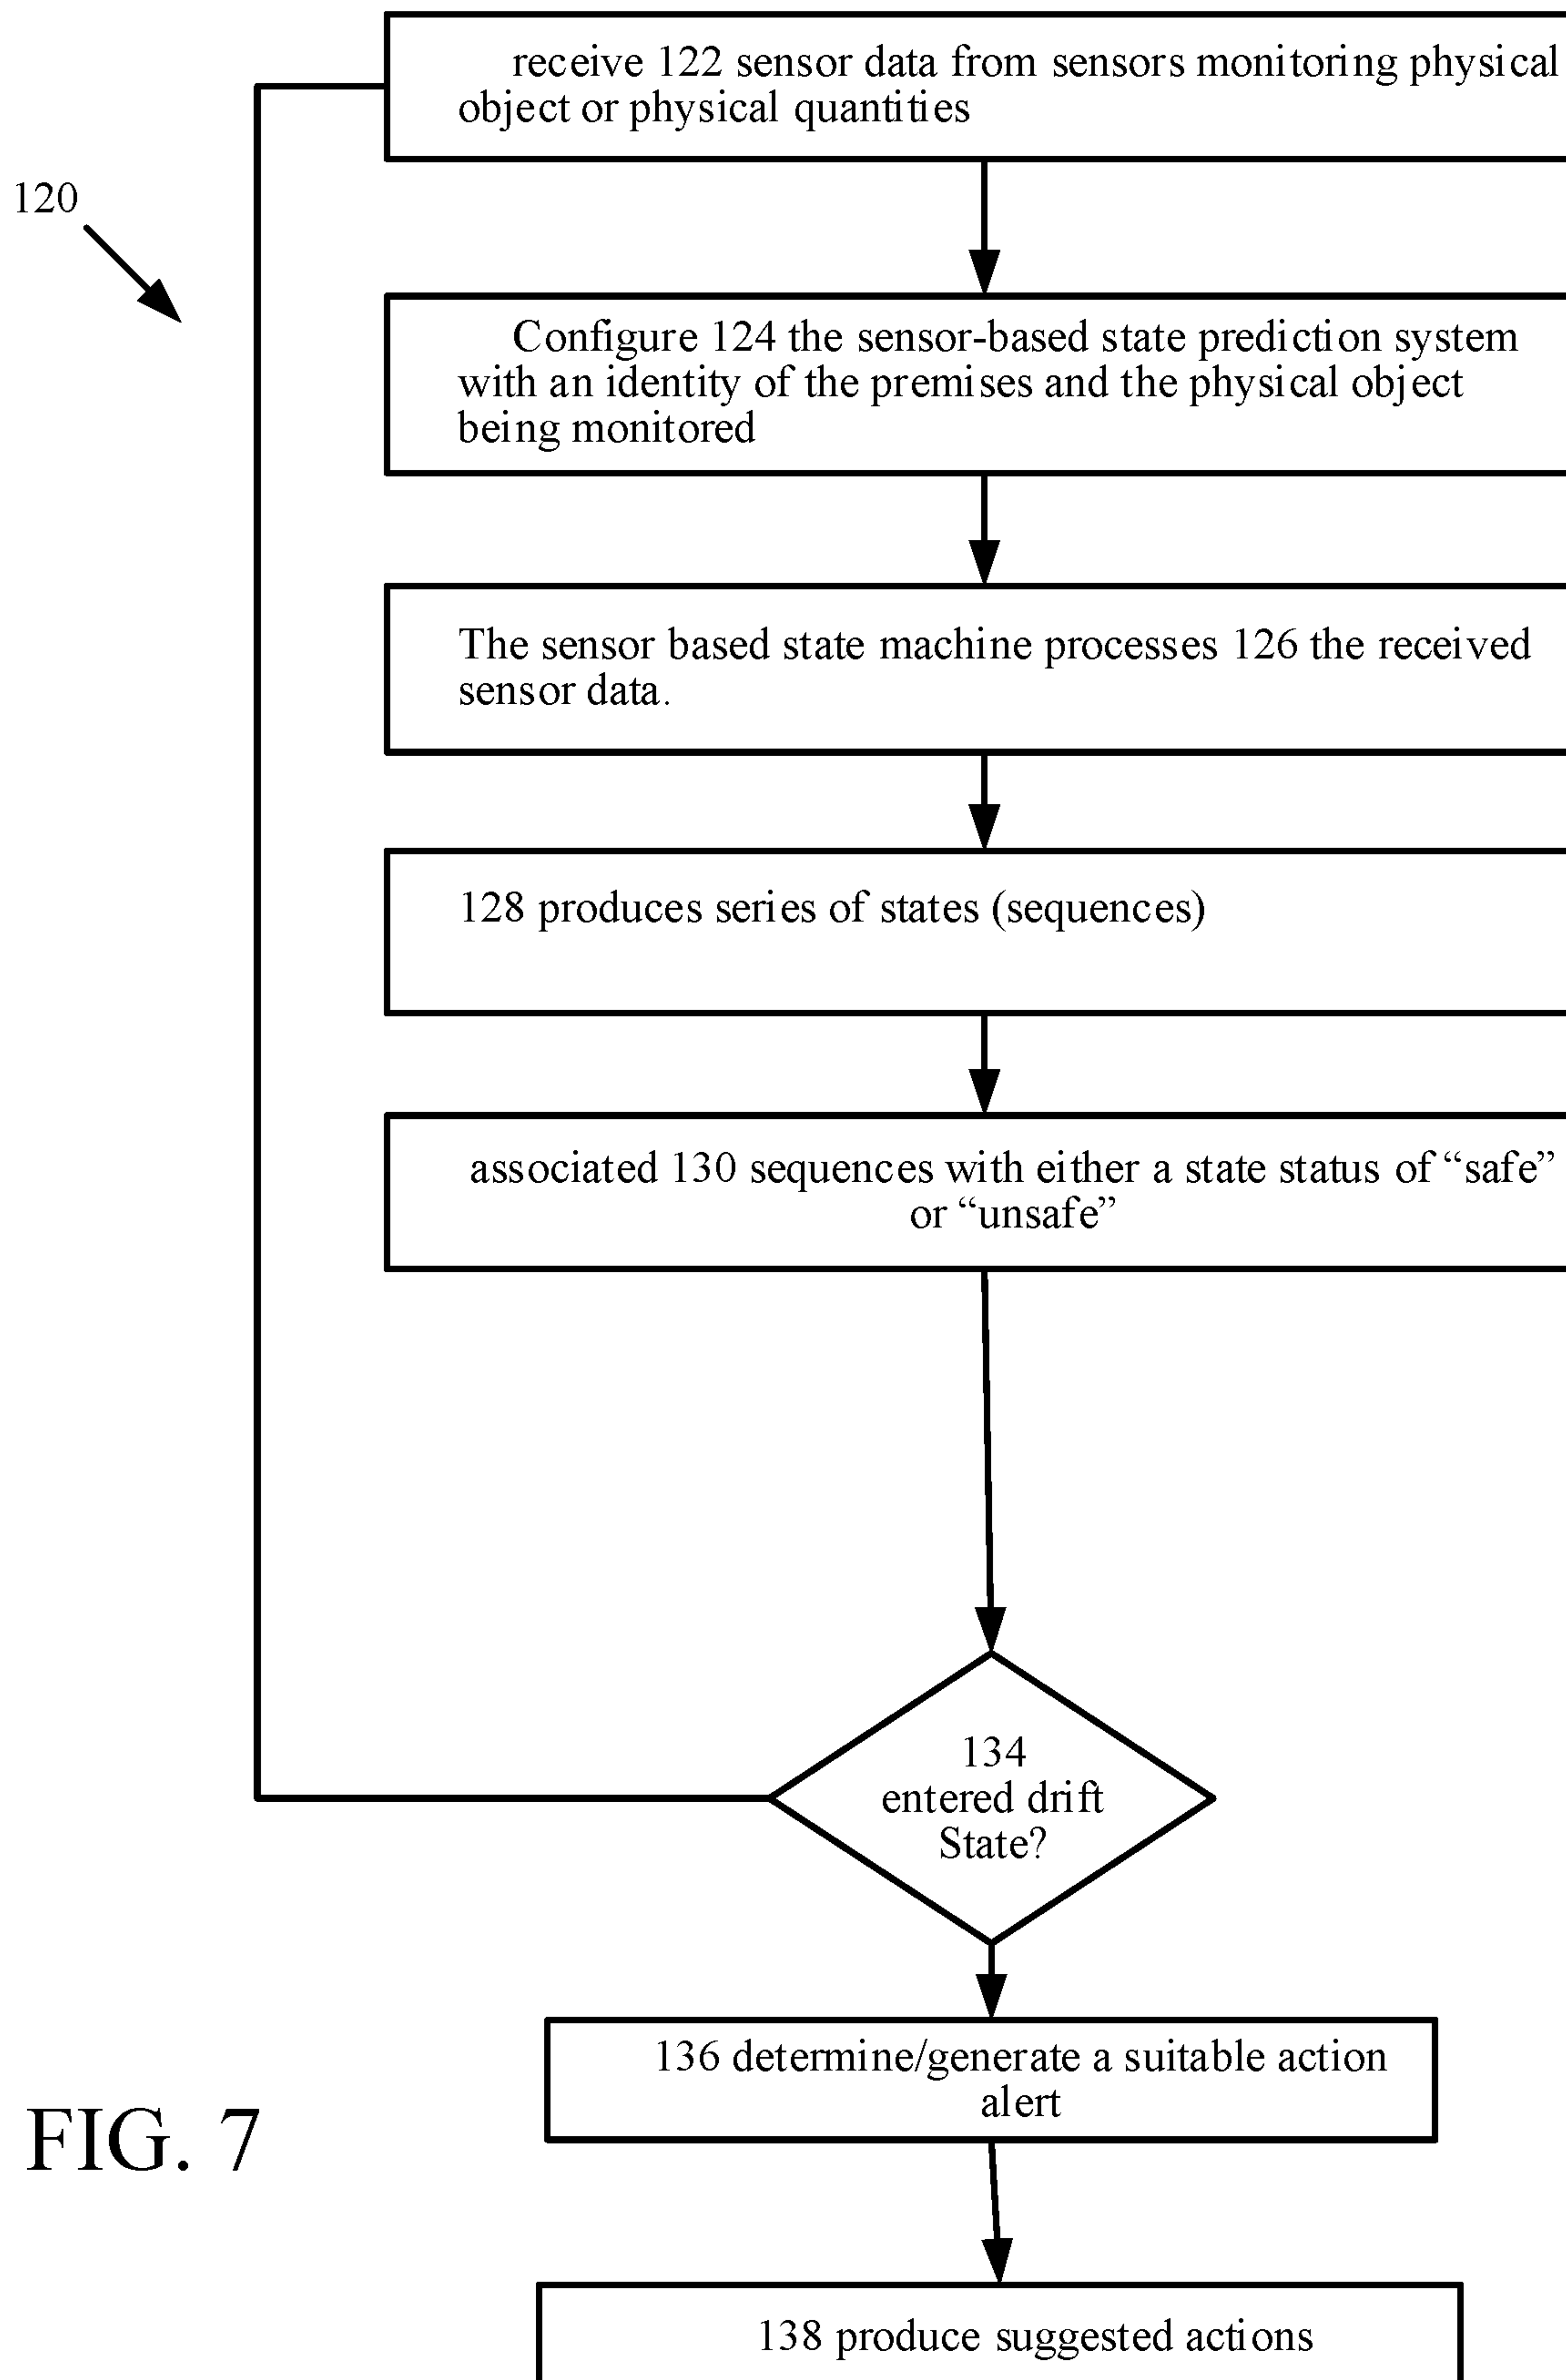 receive 122 sensor data from sensors monitoring physical
object or physical quantities
120
Configure 124 the sensor-based state prediction system
with an identity of the premises and the physical object
being monitored
The sensor based state machine processes 126 the received
sensor data.
128 produces series of states (sequences)
associated 130 sequences with either a state status of “safe”
or “unsafe”
134
entered drift
State?
136 determine/generate a suitable action
alert
FIG. 7
138 produce suggested actions